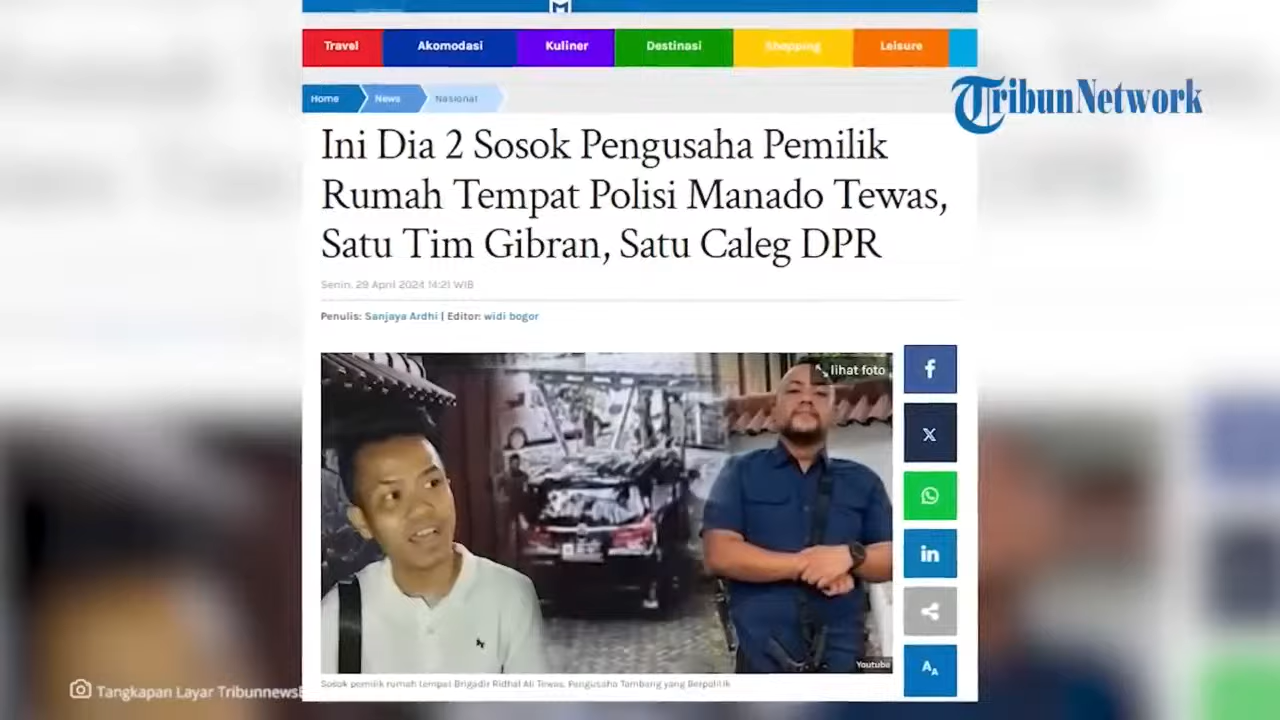 Travel
Akomodasi
Kuliner
Destinasi
Shopping
Leisure
Home
News
Nasional
TribunNetwork
Ini Dia 2 Sosok Pengusaha Pemilik
Rumah Tempat Polisi Manado Tewas,
Satu Tim Gibran, Satu Caleg DPR
Senin, 29 April 2024 14:21 WIB
Penulis: Sanjaya Ardhi | Editor: widi bogor
lihat foto
Youtube
Sosok pemilik rumah tempat Brigadir Ridhal Ali Tewas, Pengusaha Tambang yang Berpolitik
Tangkapan Layar Tribunnews